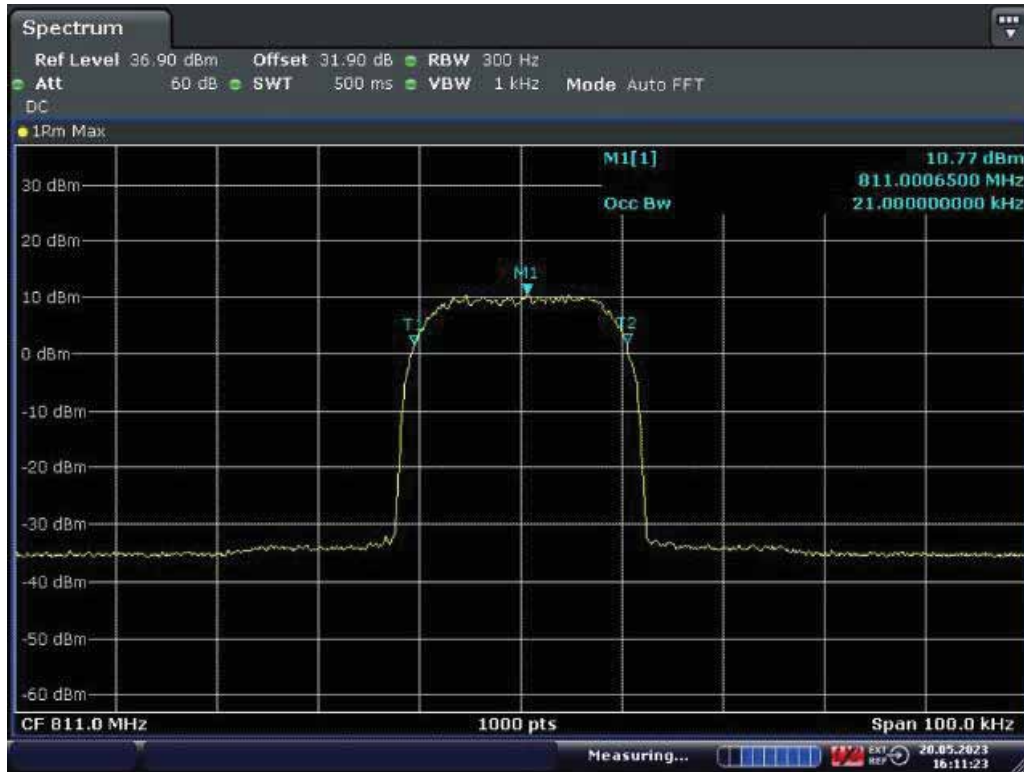 Spectrum
Ref Level 36.90 dBm Offset 31.90 dB RBW 300 Hz
Att 60 dB SWT 500 ms VBW 1 kHz Mode Auto FFT
DC
1Rm Max
M1[1] 10.77 dBm
811.0006500 MHz
Occ Bw 21.000000000 kHz
30 dBm
20 dBm
M1
10 dBm
T1 T2
0 dBm
-10 dBm
-20 dBm
-30 dBm
-40 dBm
-50 dBm
-60 dBm
CF 811.0 MHz 1000 pts Span 100.0 kHz
Measuring... EXT REF 20.05.2023
16:11:23